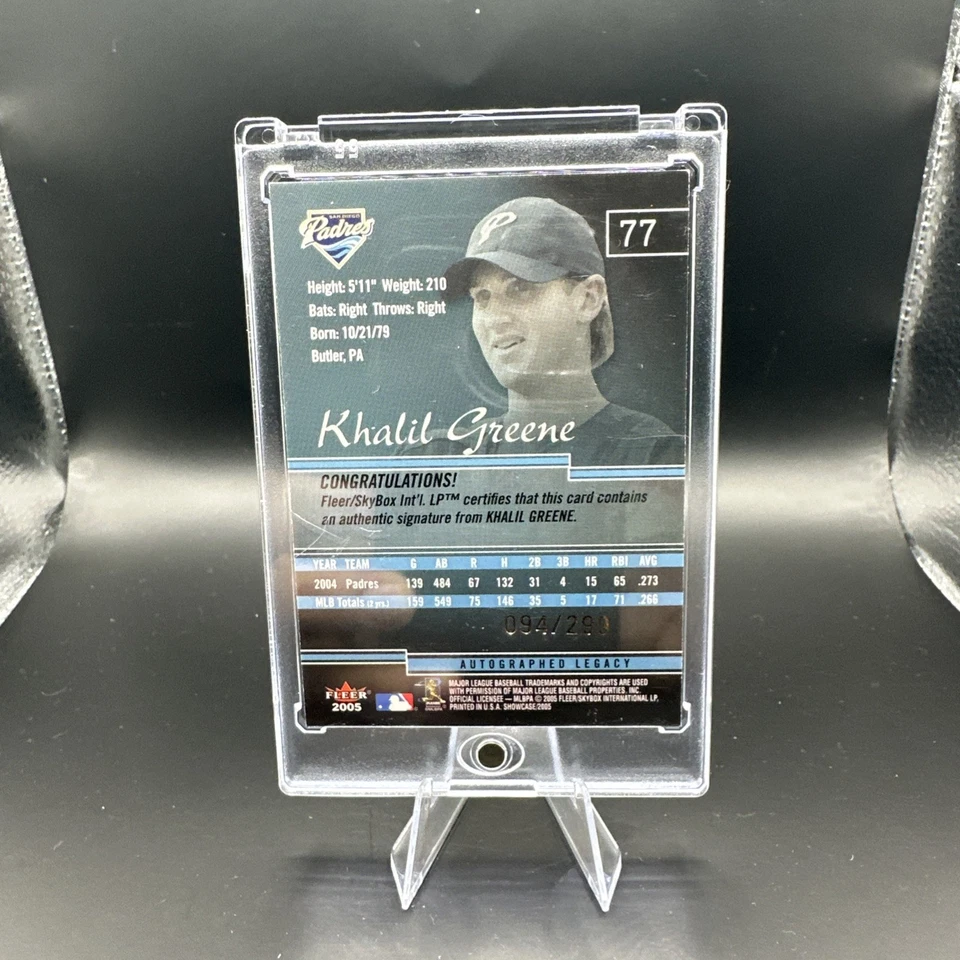 SAN DIEGO
Padres
P
77
Height: 5'11" Weight: 210
Bats: Right Throws: Right
Born: 10/21/79
Butler, PA
Khalil Greene
CONGRATULATIONS!
Fleer/SkyBox Int'l. LP™ certifies that this card contains
an authentic signature from KHALIL GREENE.
YEAR TEAM G AB R H 2B 3B HR RBI AVG
2004 Padres 139 484 67 132 31 4 15 65 .273
MLB Totals (2 yrs.) 159 549 75 146 35 5 17 71 .266
AUTOGRAPHED LEGACY
FLEER
2005
MAJOR LEAGUE BASEBALL TRADEMARKS AND COPYRIGHTS ARE USED
WITH PERMISSION OF MAJOR LEAGUE BASEBALL PROPERTIES, INC.
OFFICIAL LICENSEE — MLBPA © 2005 FLEER/SKYBOX INTERNATIONAL LP.
PRINTED IN U.S.A. SHOWCASE/2005